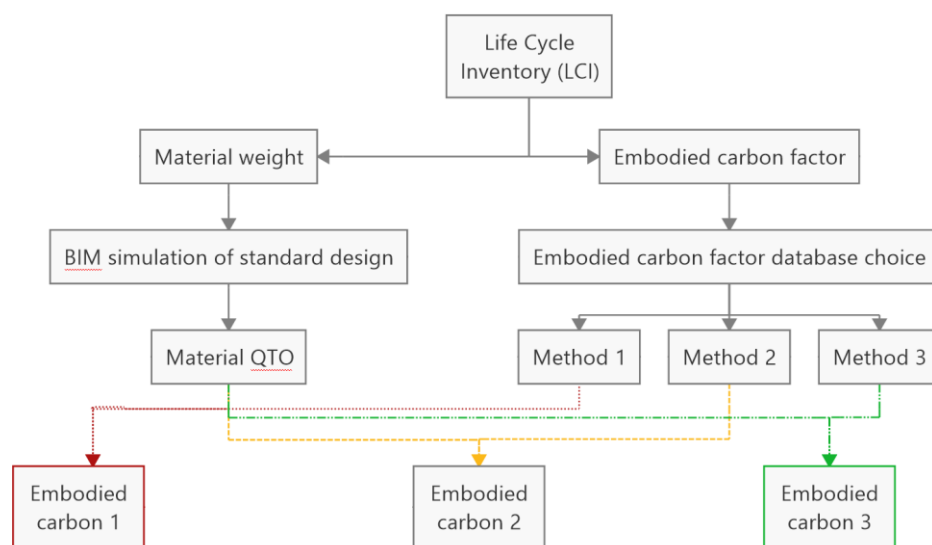 Life Cycle
Inventory (LCI)
Material weight
Embodied carbon factor
BIM simulation of standard design
Embodied carbon factor database choice
Material QTO
Method 1
Method 2
Method 3
Embodied
carbon 1
Embodied
carbon 2
Embodied
carbon 3